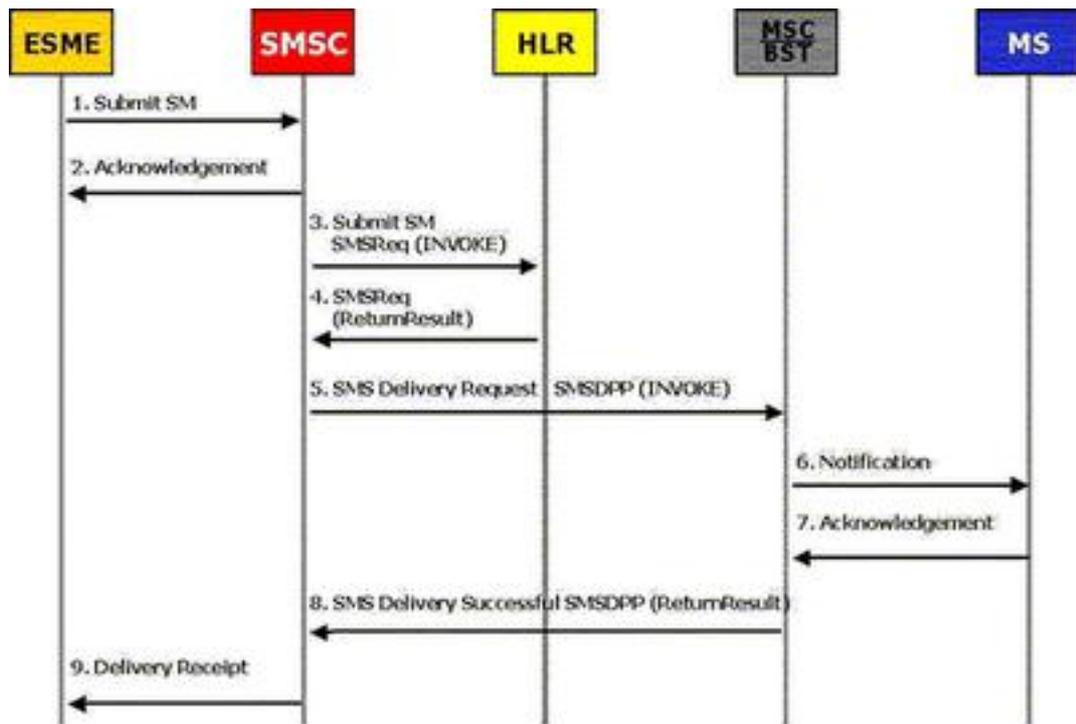 ESME
SMSC
HLR
MSC
BST
MS
1. Submit SM
2. Acknowledgement
3. Submit SM
SMSReq (INVOKE)
4. SMSReq
(ReturnResult)
5. SMS Delivery Request SMSDPP (INVOKE)
6. Notification
7. Acknowledgement
8. SMS Delivery Successful SMSDPP (ReturnResult)
9. Delivery Receipt